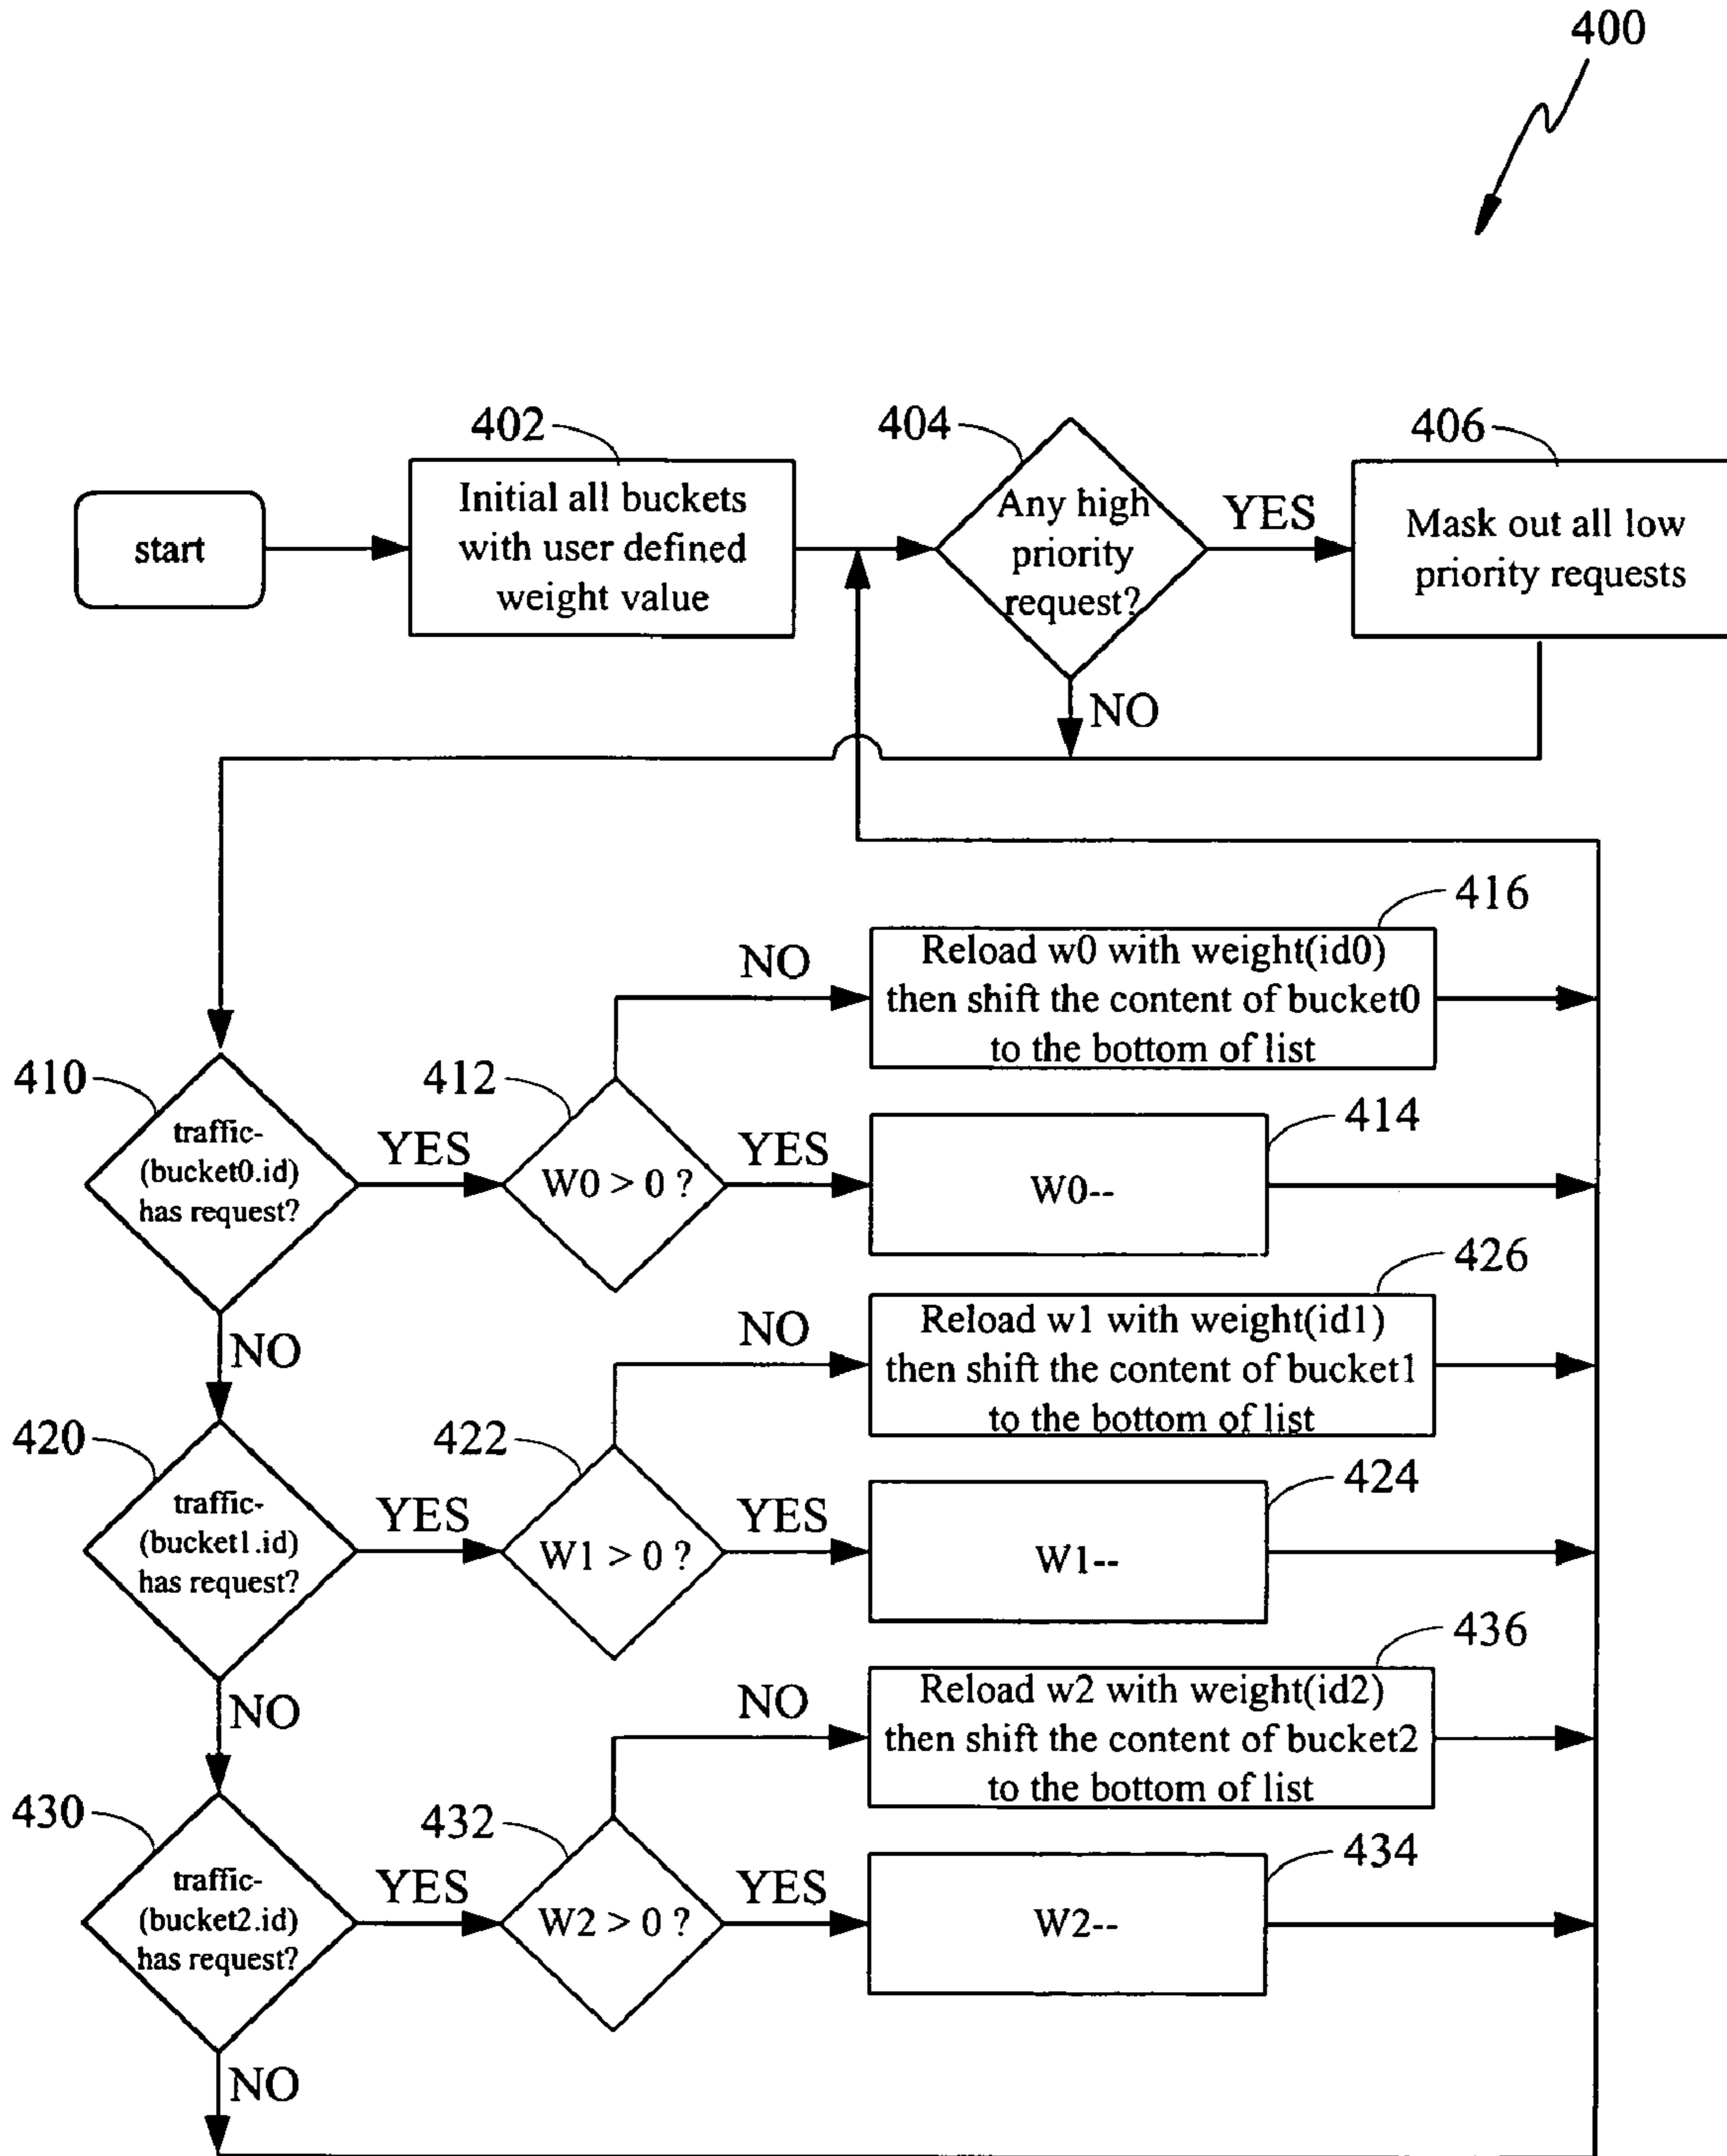 400
402
404
406
start
Initial all buckets
with user defined
weight value
Any high
priority
request?
YES
Mask out all low
priority requests
NO
416
NO
Reload w0 with weight(id0)
then shift the content of bucket0
to the bottom of list
410
412
414
traffic-
(bucket0.id)
has request?
YES
W0 > 0 ?
YES
W0--
NO
426
NO
Reload w1 with weight(id1)
then shift the content of bucket1
to the bottom of list
420
422
424
traffic-
(bucket1.id)
has request?
YES
W1 > 0 ?
YES
W1--
NO
436
NO
Reload w2 with weight(id2)
then shift the content of bucket2
to the bottom of list
430
432
434
traffic-
(bucket2.id)
has request?
YES
W2 > 0 ?
YES
W2--
NO